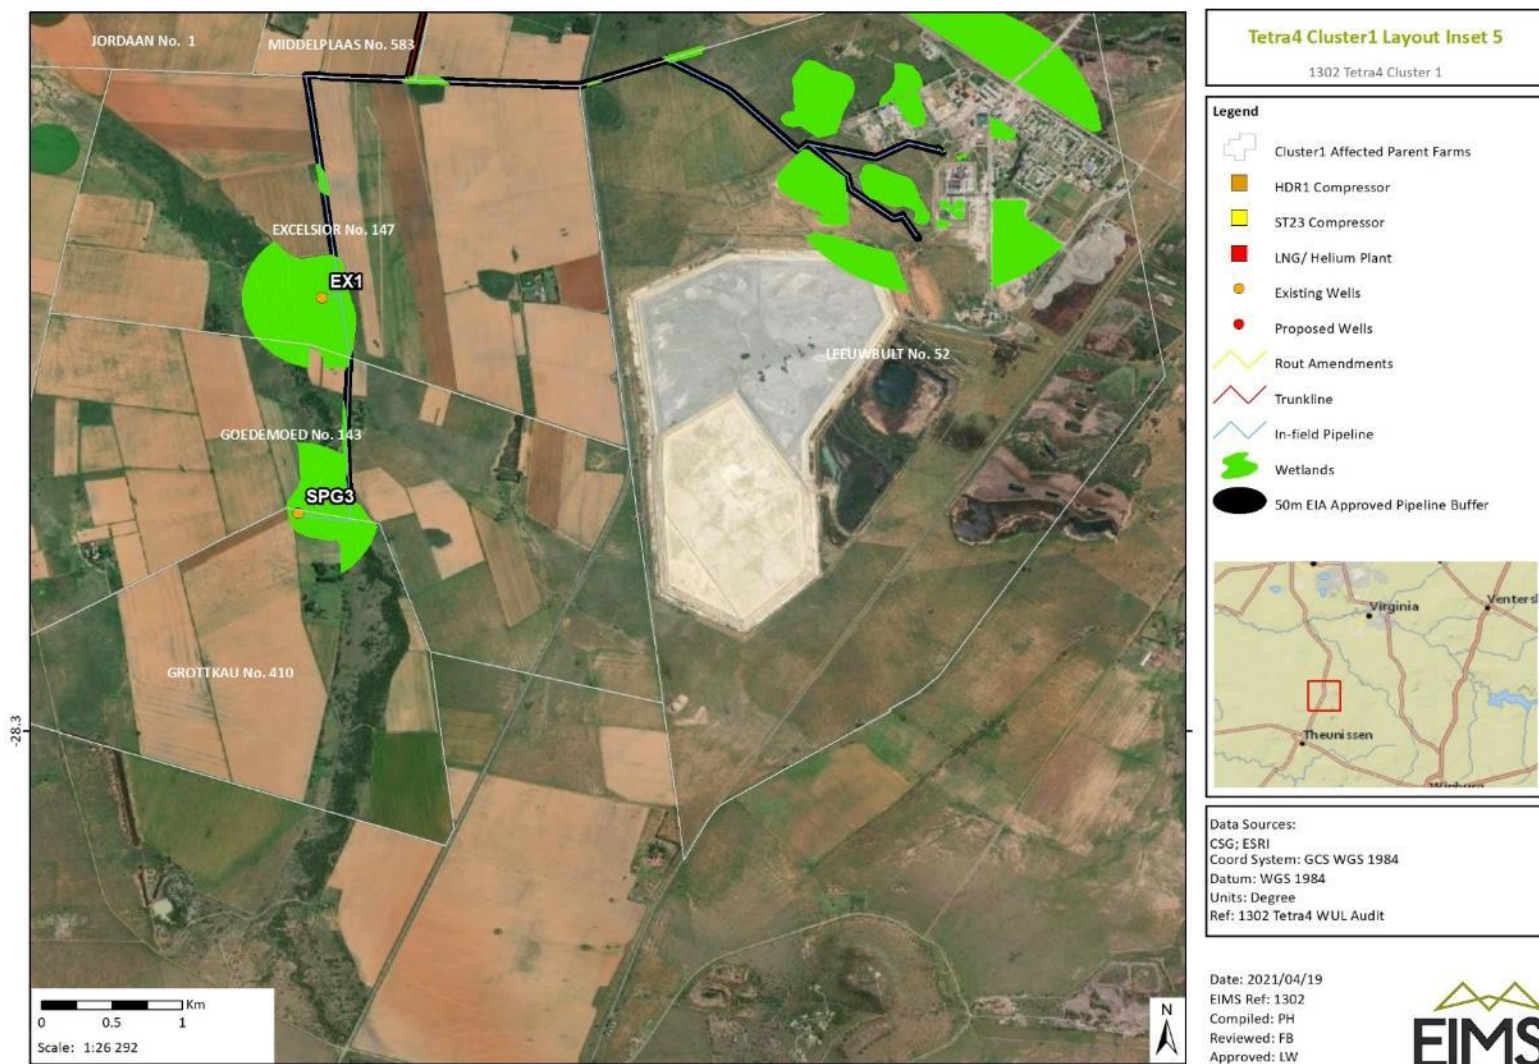 JORDAAN No. 1
MIDDELPLAAS No. 583
EXCELSIOR No. 147
EX1
LEEUWBULT No. 52
GOEDEMOED No. 143
SPG3
GROTTKAU No. 410
-28.3
Km
0 0.5 1
Scale: 1:26 292
N
Tetra4 Cluster1 Layout Inset 5
1302 Tetra4 Cluster 1
Legend
Cluster1 Affected Parent Farms
HDR1 Compressor
ST23 Compressor
LNG/ Helium Plant
Existing Wells
Proposed Wells
Rout Amendments
Trunkline
In-field Pipeline
Wetlands
50m EIA Approved Pipeline Buffer
Virginia
Ventersl
Theunissen
Data Sources:
CSG; ESRI
Coord System: GCS WGS 1984
Datum: WGS 1984
Units: Degree
Ref: 1302 Tetra4 WUL Audit
Date: 2021/04/19
EIMS Ref: 1302
Compiled: PH
Reviewed: FB
Approved: LW
EIMS